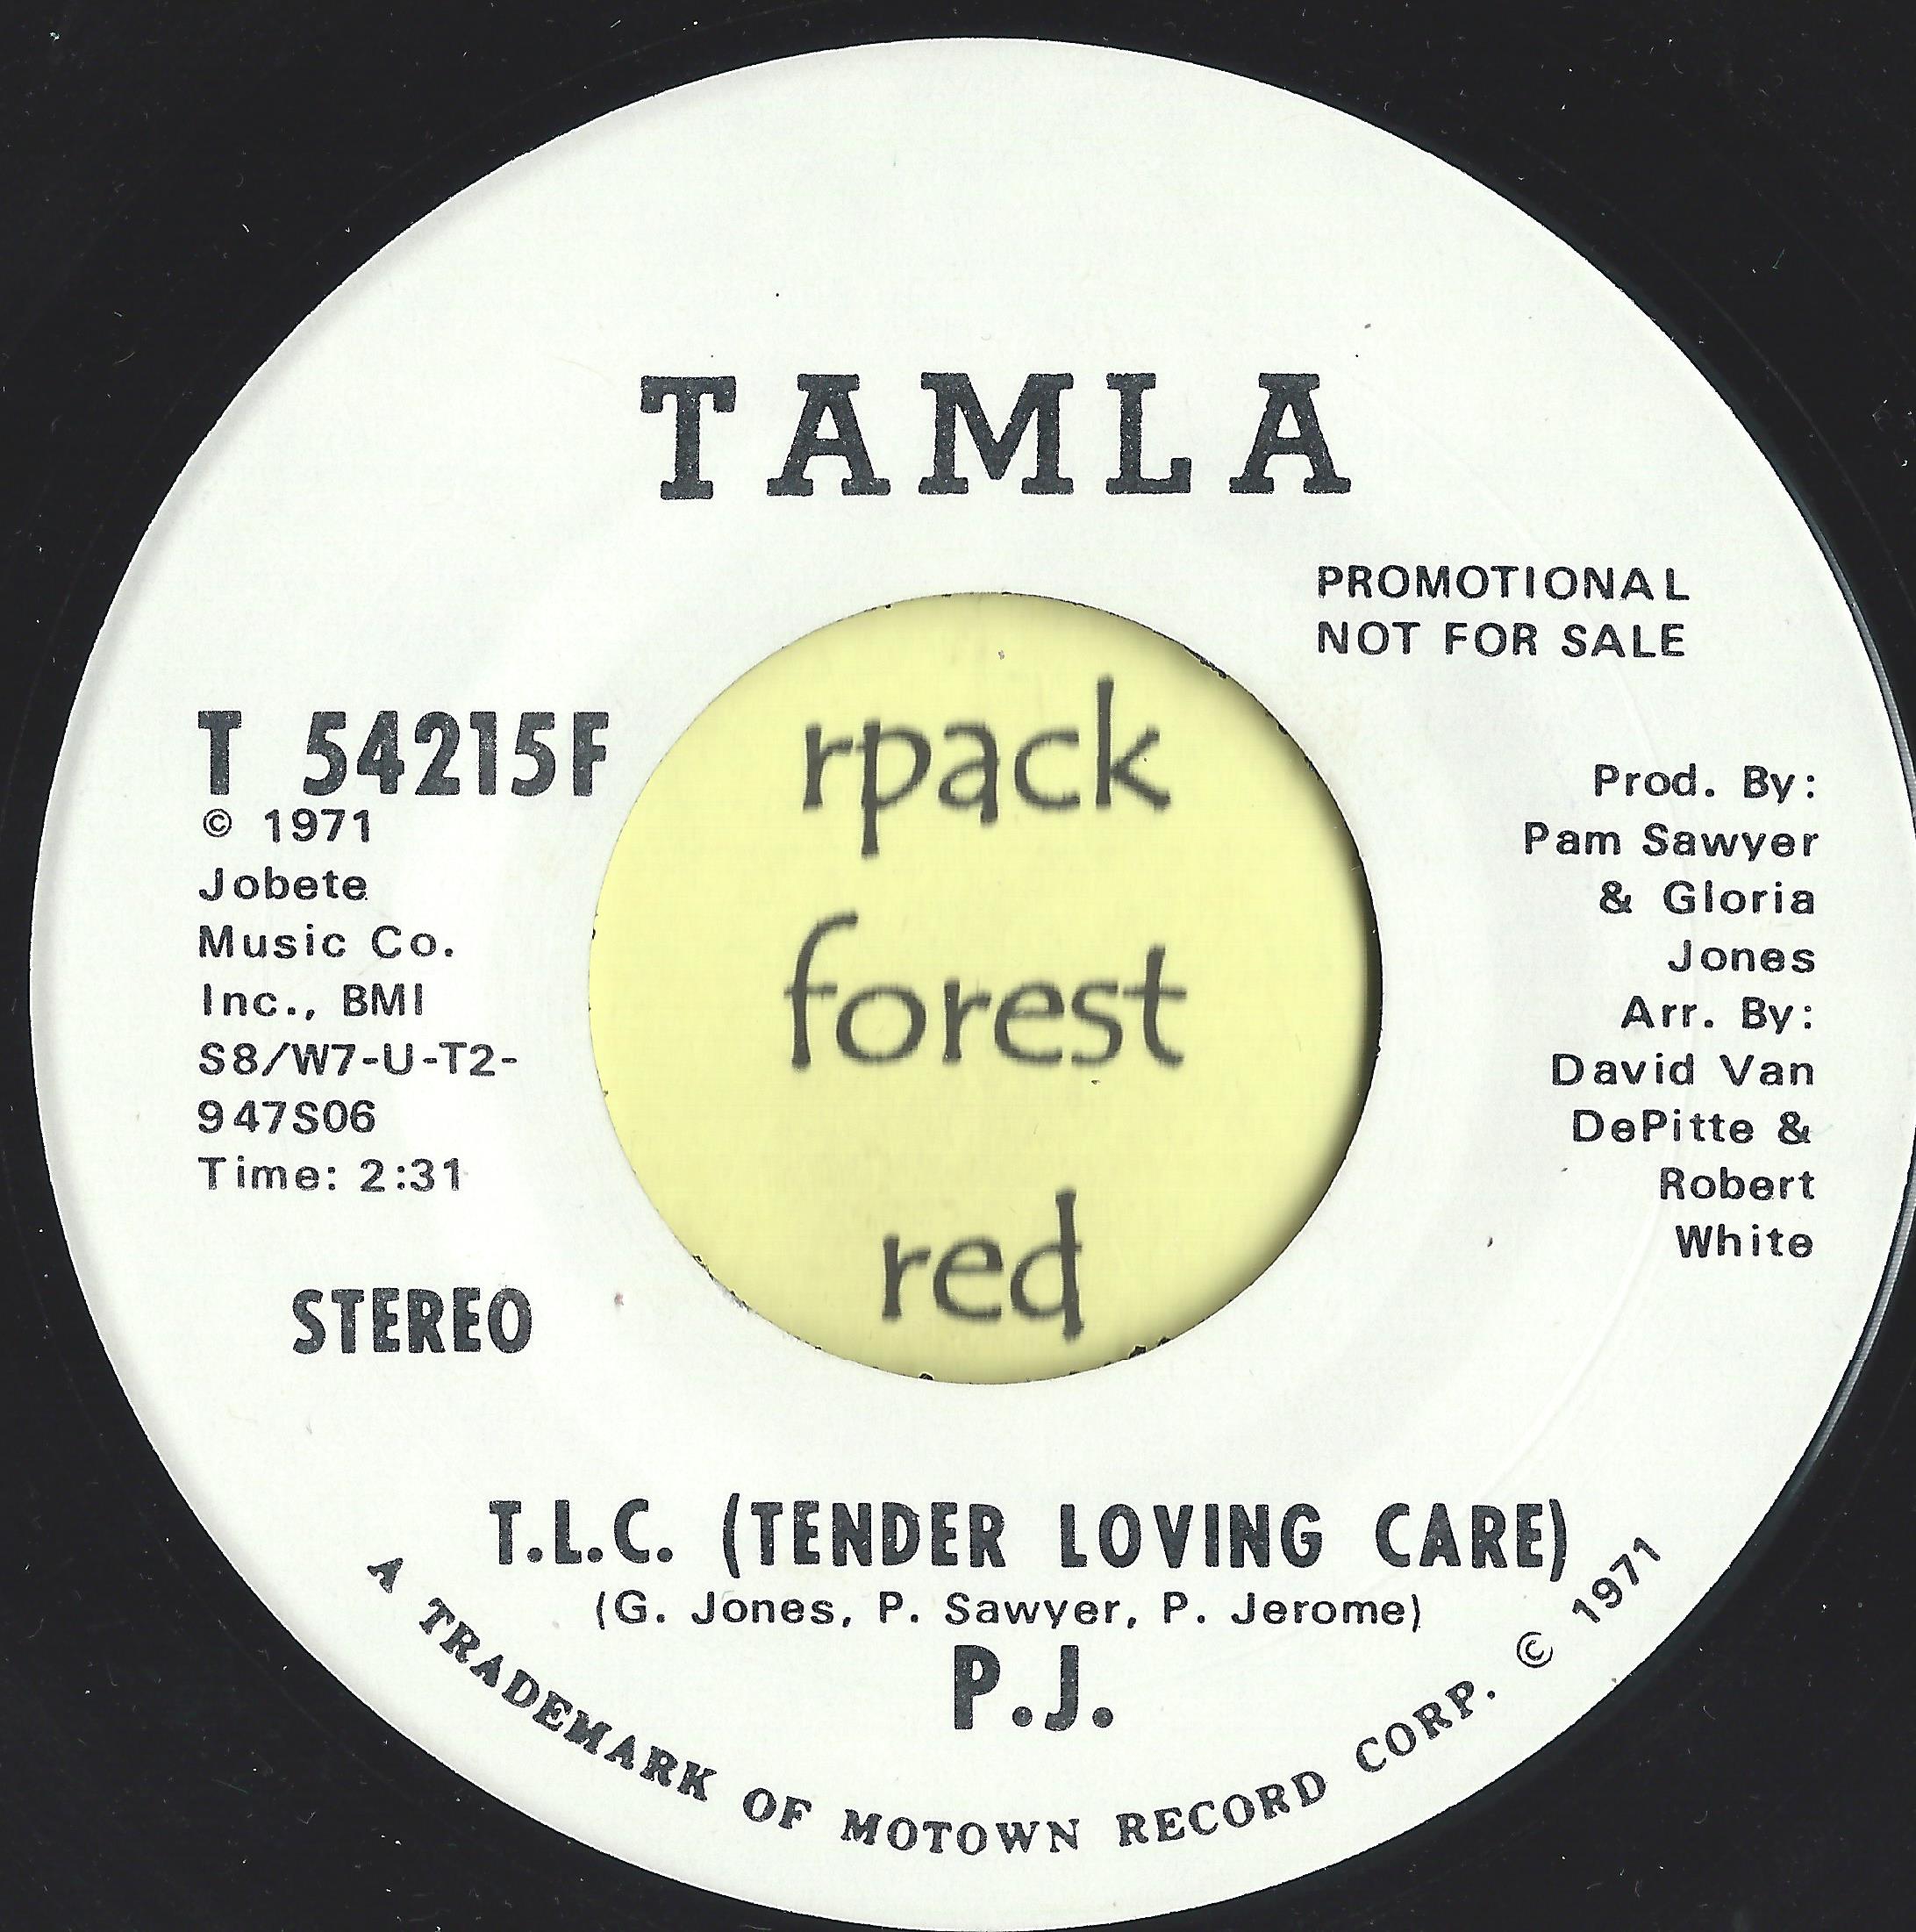 TAMLA
PROMOTIONAL
NOT FOR SALE
T 54215F
© 1971
Jobete
Music Co.
Inc., BMI
S8/W7-U-T2-
947S06
Time: 2:31
STEREO
rpack
forest
red
Prod. By:
Pam Sawyer
& Gloria
Jones
Arr. By:
David Van
DePitte &
Robert
White
T.L.C. (TENDER LOVING CARE)
(G. Jones, P. Sawyer, P. Jerome)
P.J.
A TRADEMARK OF MOTOWN RECORD CORP. © 1971